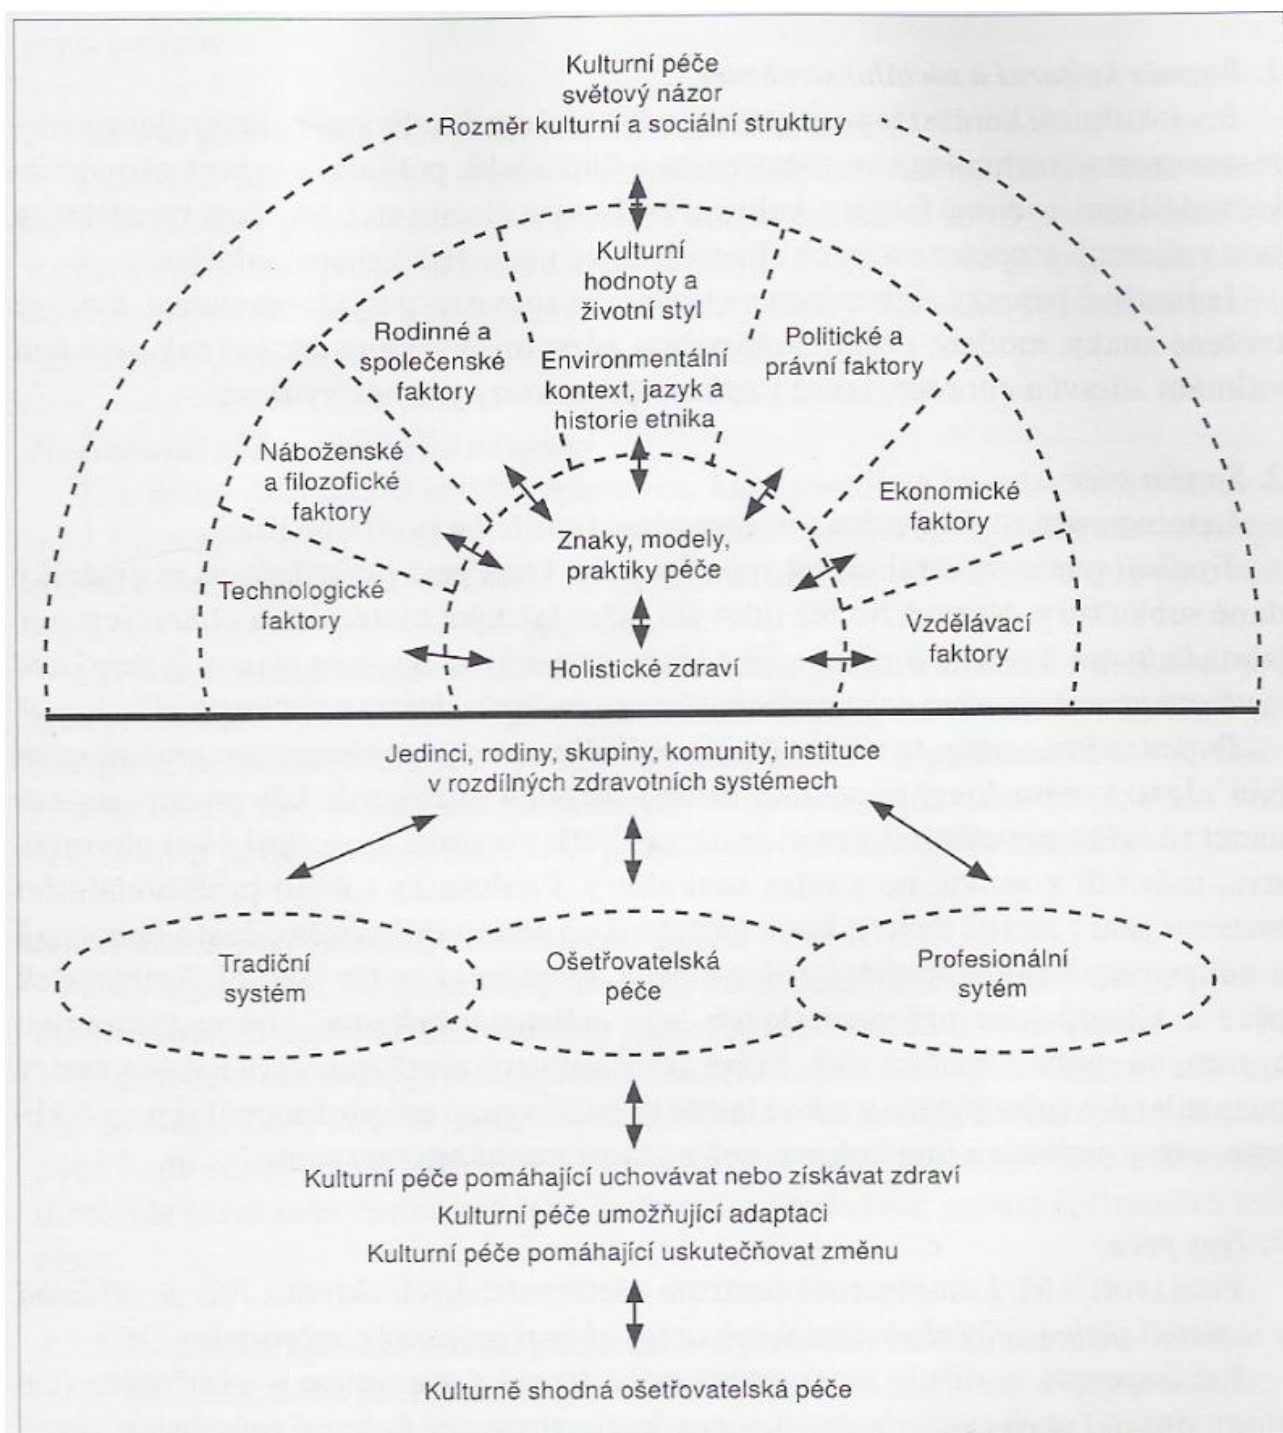 Kulturní péče
světový názor
Rozměr kulturní a sociální struktury
Kulturní
hodnoty a
životní styl
Rodinné a
společenské
faktory
Environmentální
kontext, jazyk a
historie etnika
Politické a
právní faktory
Náboženské
a filozofické
faktory
Ekonomické
faktory
Znaky, modely,
praktiky péče
Technologické
faktory
Vzdělávací
faktory
Holistické zdraví
Jedinci, rodiny, skupiny, komunity, instituce
v rozdílných zdravotních systémech
Tradiční
systém
Ošetřovatelská
péče
Profesionální
sytém
Kulturní péče pomáhající uchovávat nebo získávat zdraví
Kulturní péče umožňující adaptaci
Kulturní péče pomáhající uskutečňovat změnu
Kulturně shodná ošetřovatelská péče